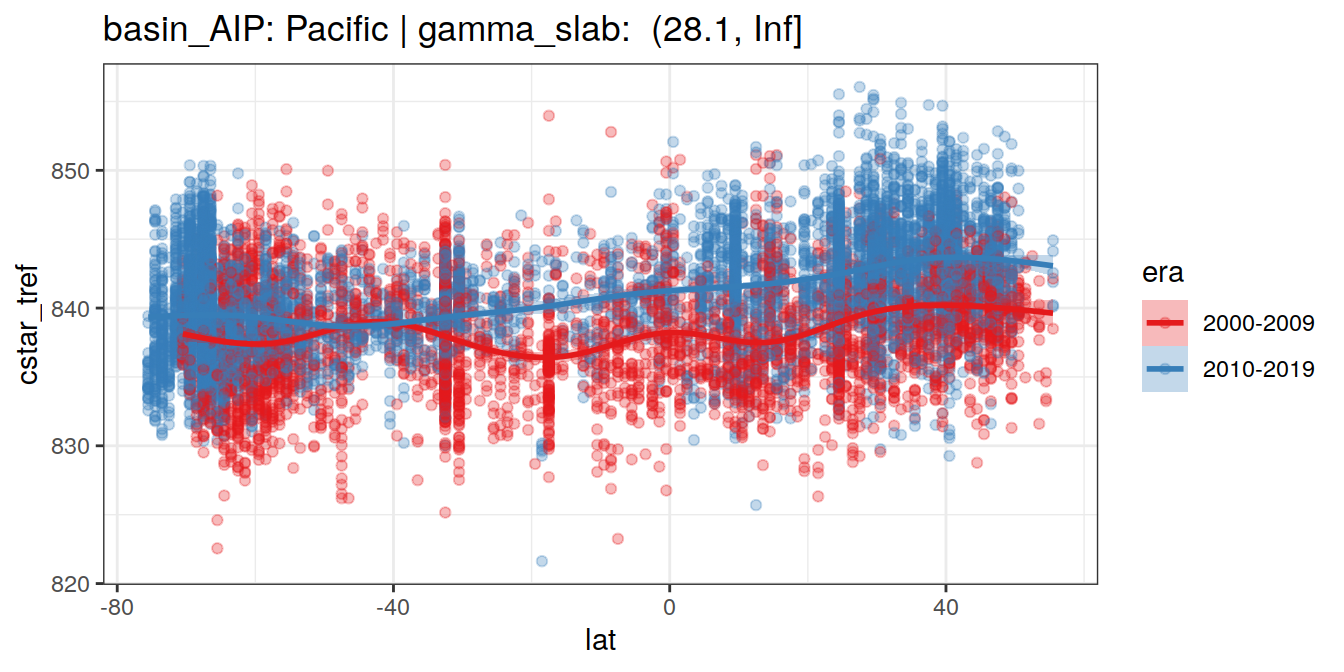 basin_AIP: Pacific | gamma_slab:  (28.1, Inf]
850
840
830
820
cstar_tref
-80
-40
0
40
lat
era
2000-2009
2010-2019